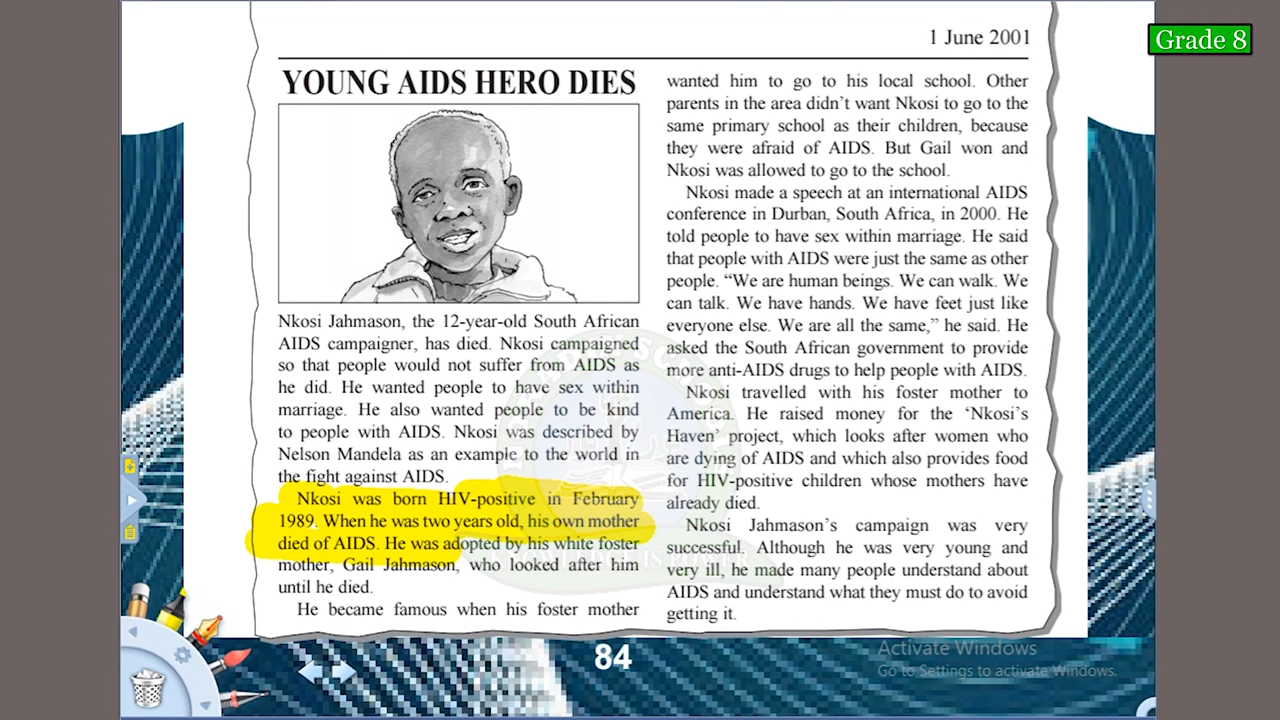 Grade 8
1 June 2001
YOUNG AIDS HERO DIES
Nkosi Jahmason, the 12-year-old South African
AIDS campaigner, has died. Nkosi campaigned
so that people would not suffer from AIDS as
he did. He wanted people to have sex within
marriage. He also wanted people to be kind
to people with AIDS. Nkosi was described by
Nelson Mandela as an example to the world in
the fight against AIDS.
Nkosi was born HIV-positive in February
1989. When he was two years old, his own mother
died of AIDS. He was adopted by his white foster
mother, Gail Jahmason, who looked after him
until he died.
He became famous when his foster mother
wanted him to go to his local school. Other
parents in the area didn’t want Nkosi to go to the
same primary school as their children, because
they were afraid of AIDS. But Gail won and
Nkosi was allowed to go to the school.
Nkosi made a speech at an international AIDS
conference in Durban, South Africa, in 2000. He
told people to have sex within marriage. He said
that people with AIDS were just the same as other
people. “We are human beings. We can walk. We
can talk. We have hands. We have feet just like
everyone else. We are all the same,” he said. He
asked the South African government to provide
more anti-AIDS drugs to help people with AIDS.
Nkosi travelled with his foster mother to
America. He raised money for the ‘Nkosi’s
Haven’ project, which looks after women who
are dying of AIDS and which also provides food
for HIV-positive children whose mothers have
already died.
Nkosi Jahmason’s campaign was very
successful. Although he was very young and
very ill, he made many people understand about
AIDS and understand what they must do to avoid
getting it.
KNOWLEDGE IS POWER
84
Activate Windows
Go to Settings to activate Windows.